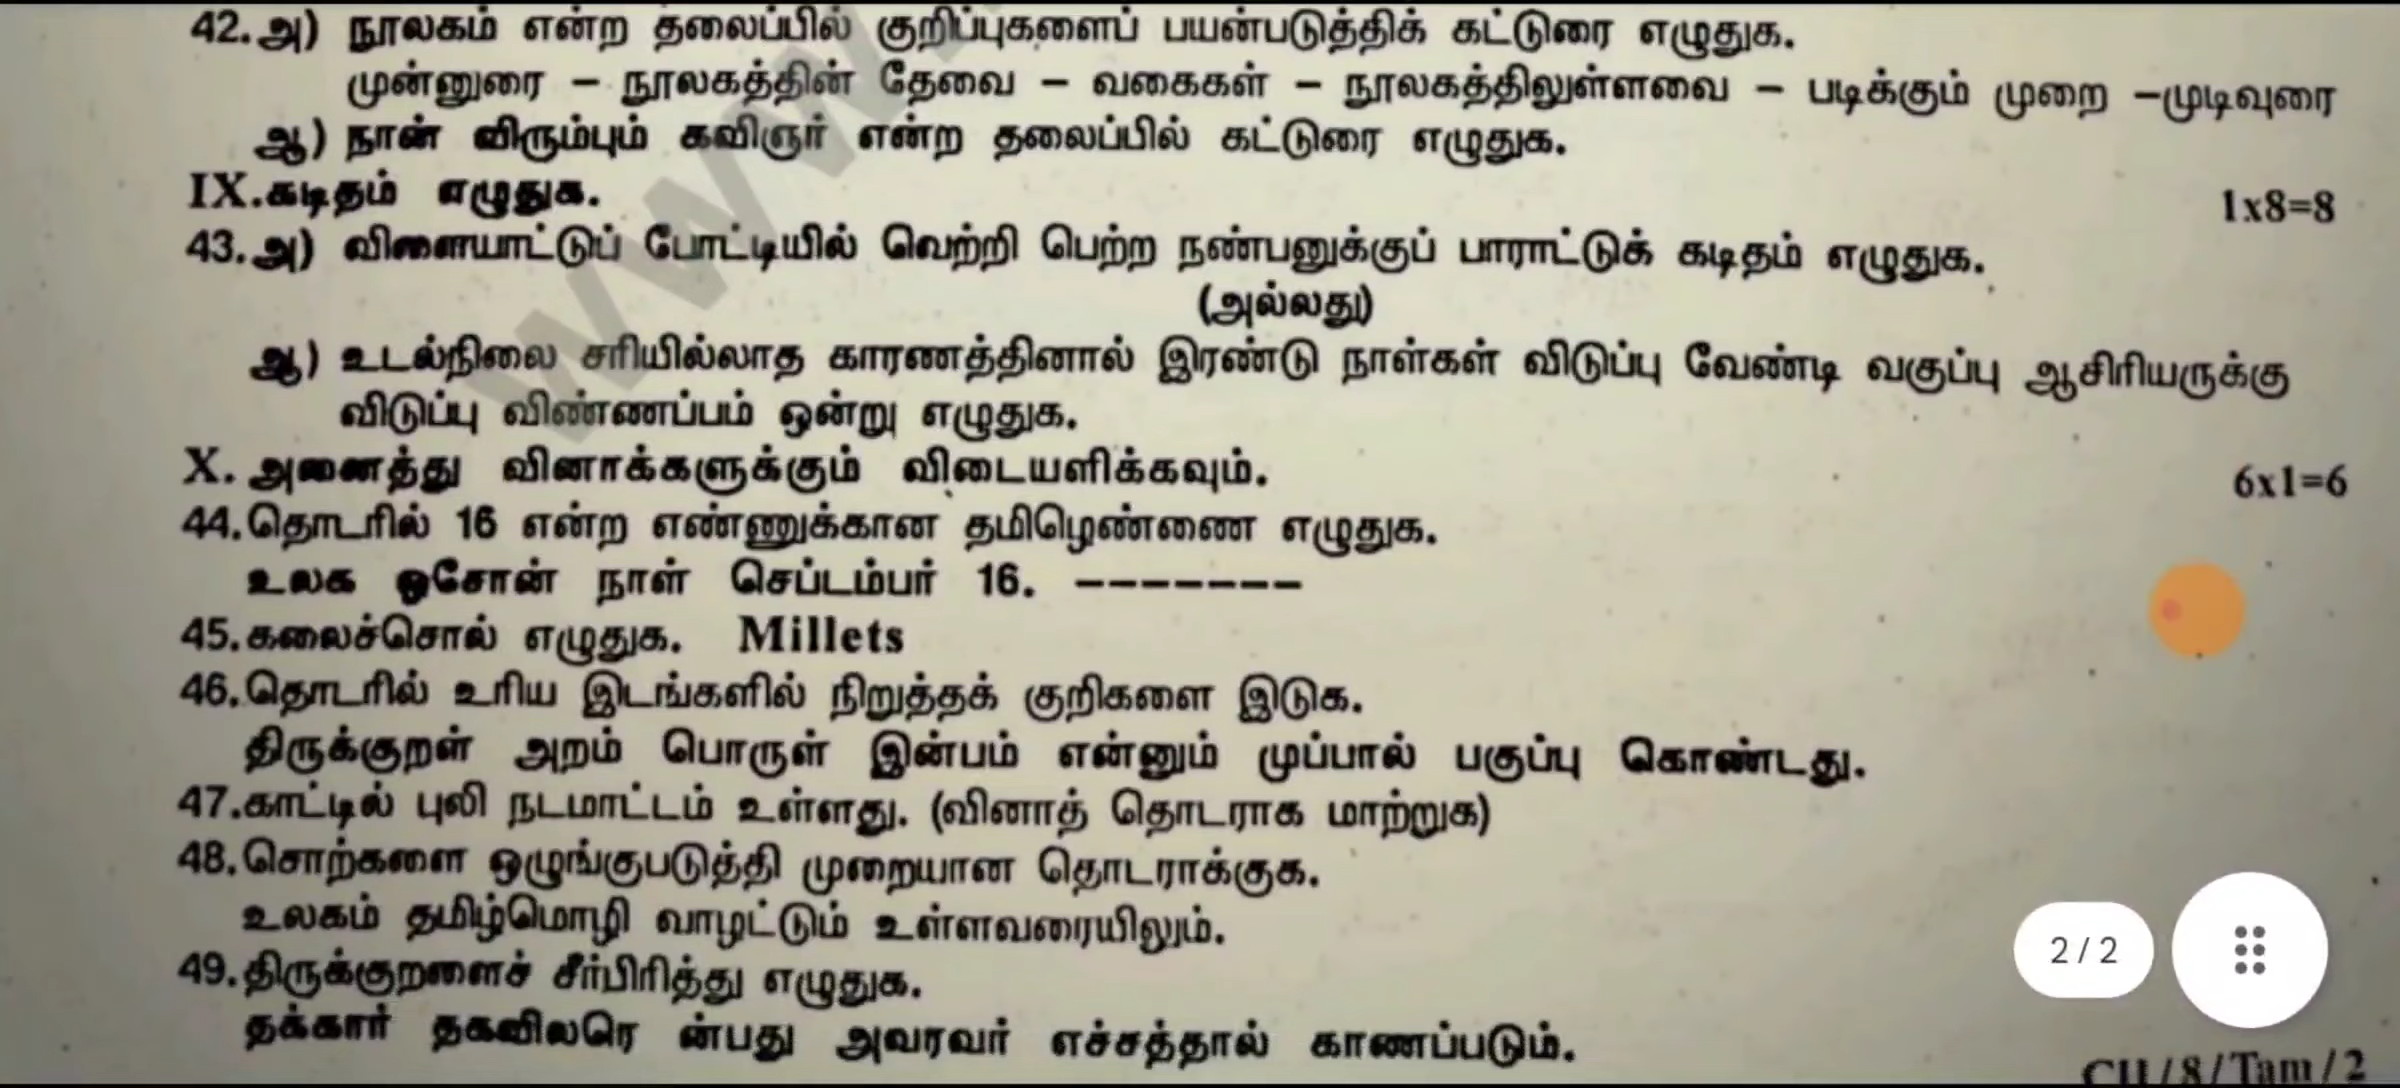 42.அ) நூலகம் என்ற தலைப்பில் குறிப்புகளைப் பயன்படுத்திக் கட்டுரை எழுதுக.
முன்னுரை – நூலகத்தின் தேவை – வகைகள் – நூலகத்திலுள்ளவை – படிக்கும் முறை –முடிவுரை
ஆ) நான் விரும்பும் கவிஞர் என்ற தலைப்பில் கட்டுரை எழுதுக.
IX.கடிதம் எழுதுக. 1x8=8
43.அ) விளையாட்டுப் போட்டியில் வெற்றி பெற்ற நண்பனுக்குப் பாராட்டுக் கடிதம் எழுதுக.
(அல்லது)
ஆ) உடல்நிலை சரியில்லாத காரணத்தினால் இரண்டு நாள்கள் விடுப்பு வேண்டி வகுப்பு ஆசிரியருக்கு
விடுப்பு விண்ணப்பம் ஒன்று எழுதுக.
X. அனைத்து வினாக்களுக்கும் விடையளிக்கவும். 6x1=6
44.தொடரில் 16 என்ற எண்ணுக்கான தமிழெண்ணை எழுதுக.
உலக ஓசோன் நாள் செப்டம்பர் 16. –––––––
45.கலைச்சொல் எழுதுக. Millets
46.தொடரில் உரிய இடங்களில் நிறுத்தக் குறிகளை இடுக.
திருக்குறள் அறம் பொருள் இன்பம் என்னும் முப்பால் பகுப்பு கொண்டது.
47.காட்டில் புலி நடமாட்டம் உள்ளது. (வினாத் தொடராக மாற்றுக)
48.சொற்களை ஒழுங்குபடுத்தி முறையான தொடராக்குக.
உலகம் தமிழ்மொழி வாழட்டும் உள்ளவரையிலும்.
2 / 2
49.திருக்குறளைச் சீர்பிரித்து எழுதுக.
தக்கார் தகவிலரெ ன்பது அவரவர் எச்சத்தால் காணப்படும்.
CH / 8 / Tam / 2
www.